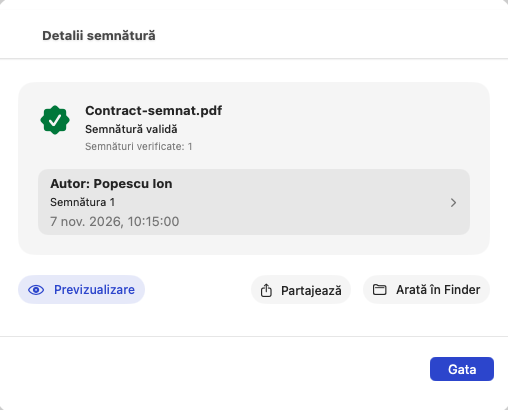 Detalii semnătură
Contract-semnat.pdf
Semnătură validă
Semnături verificate: 1
Autor: Popescu Ion
Semnătura 1
7 nov. 2026, 10:15:00
Previzualizare
Partajează
Arată în Finder
Gata